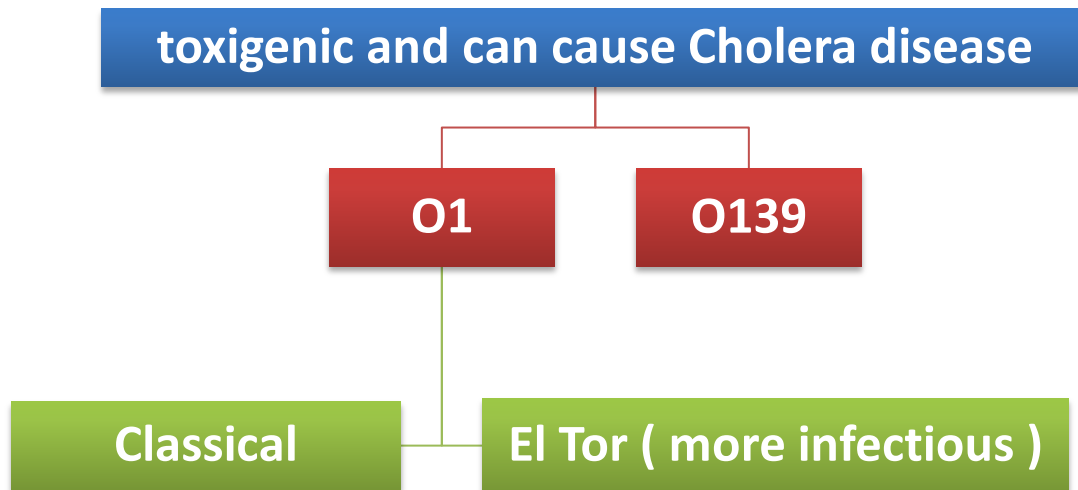 toxigenic and can cause Cholera disease
O1
O139
Classical
El Tor ( more infectious )